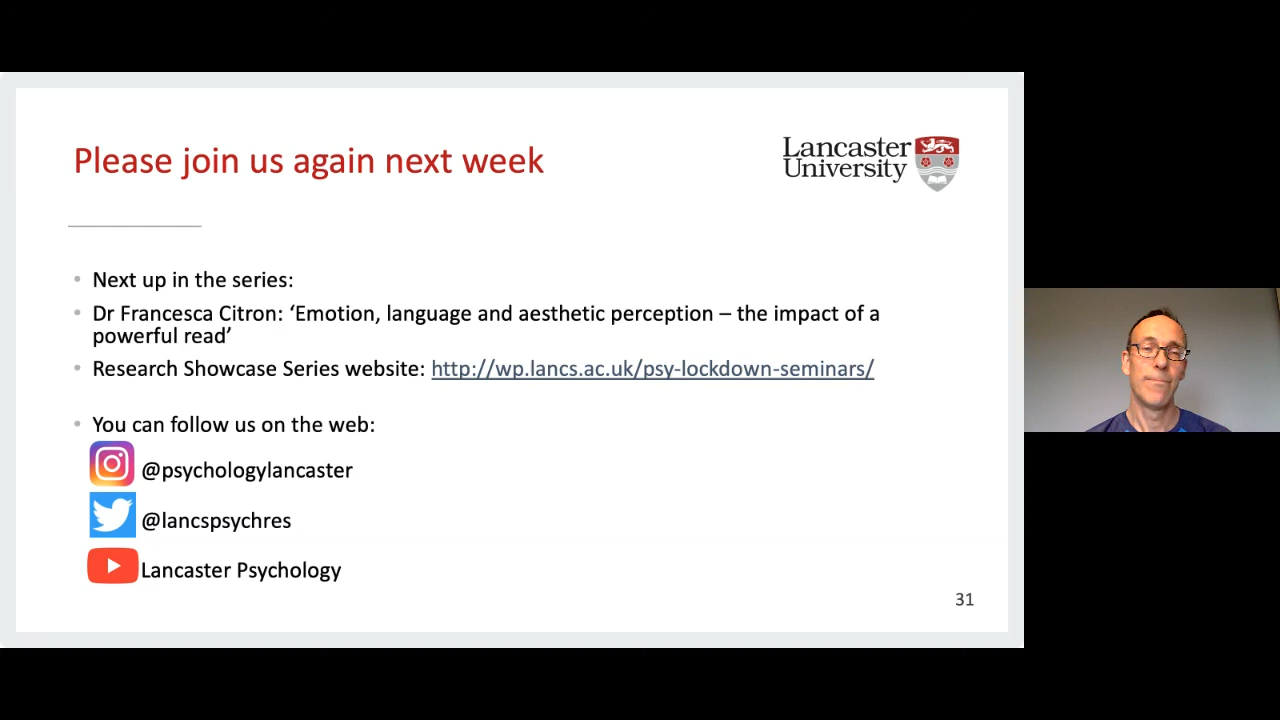 Please join us again next week
Lancaster
University
Next up in the series:
Dr Francesca Citron: ‘Emotion, language and aesthetic perception – the impact of a
powerful read’
Research Showcase Series website: http://wp.lancs.ac.uk/psy-lockdown-seminars/
You can follow us on the web:
@psychologylancaster
@lancspsychres
Lancaster Psychology
31